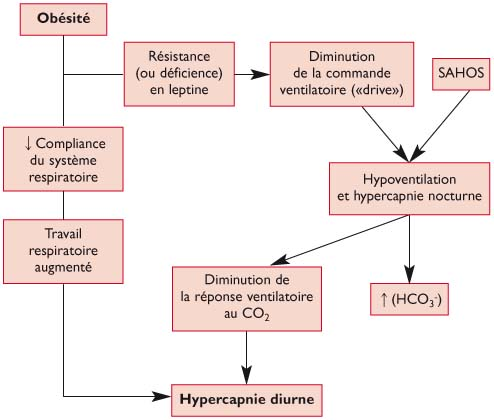 Obésité
Résistance
(ou déficience)
en leptine
Diminution
de la commande
ventilatoire («drive»)
SAHOS
↓ Compliance
du système
respiratoire
Hypoventilation
et hypercapnie nocturne
Travail
respiratoire
augmenté
Diminution de
la réponse ventilatoire
au CO₂
↑ (HCO₃⁻)
Hypercapnie diurne